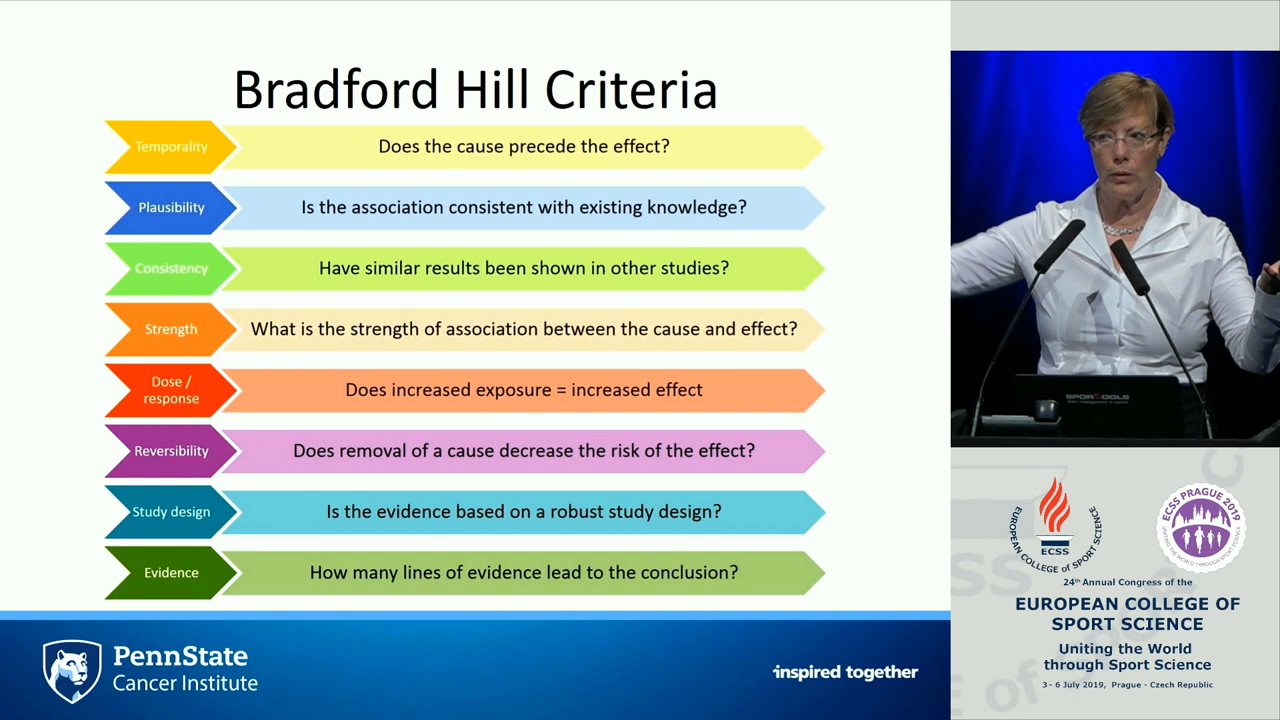 Bradford Hill Criteria
Temporality
Does the cause precede the effect?
Plausibility
Is the association consistent with existing knowledge?
Consistency
Have similar results been shown in other studies?
Strength
What is the strength of association between the cause and effect?
Dose /
response
Does increased exposure = increased effect
Reversibility
Does removal of a cause decrease the risk of the effect?
Study design
Is the evidence based on a robust study design?
Evidence
How many lines of evidence lead to the conclusion?
PennState
Cancer Institute
inspired together
EUROPEAN COLLEGE of SPORT SCIENCE
ECSS
ECSS PRAGUE 2019
UNITING THE WORLD THROUGH SPORT SCIENCE
24th Annual Congress of the
EUROPEAN COLLEGE OF
SPORT SCIENCE
Uniting the World
through Sport Science
3 - 6 July 2019, Prague - Czech Republic